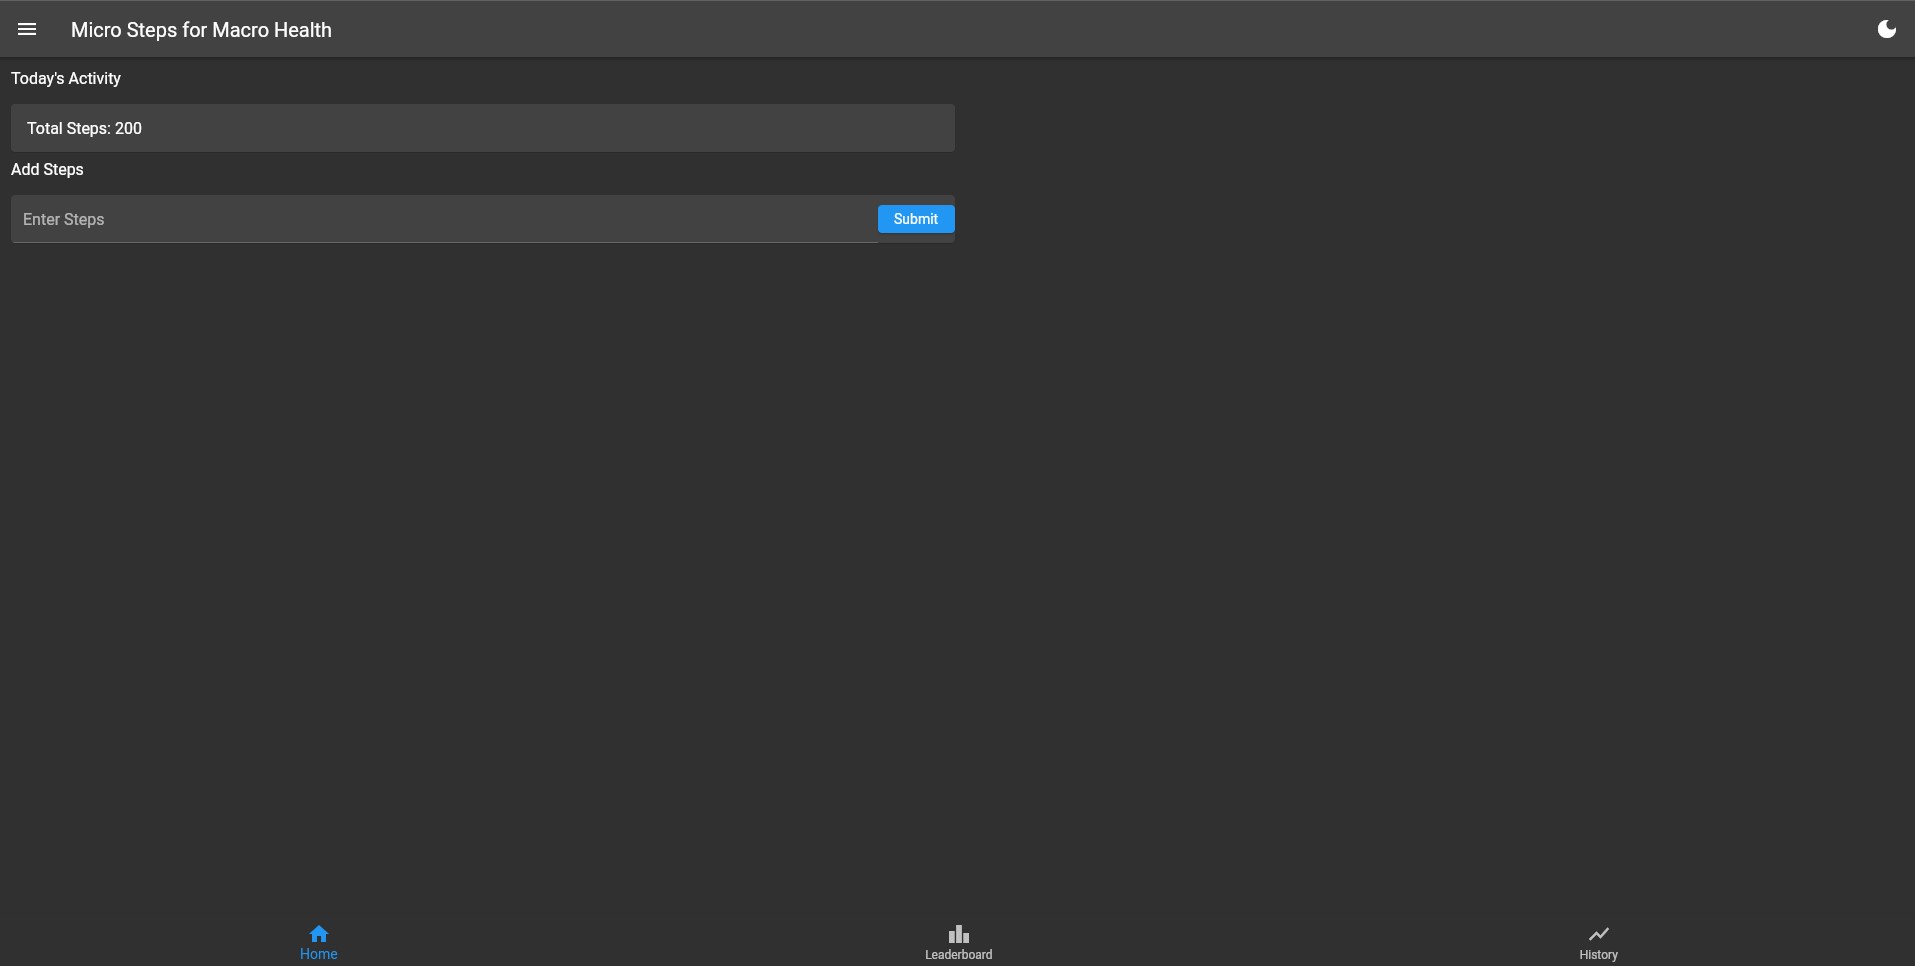 Micro Steps for Macro Health
Today's Activity
Total Steps: 200
Add Steps
Enter Steps
Submit
Home
Leaderboard
History